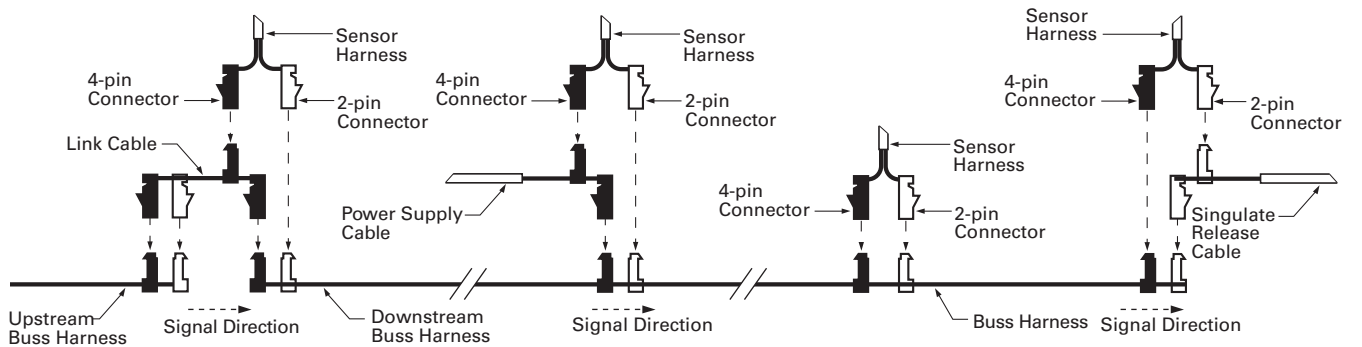 Sensor
Harness
4-pin
Connector
2-pin
Connector
Link Cable
Upstream
Buss Harness
Signal Direction
Downstream
Buss Harness
Sensor
Harness
4-pin
Connector
2-pin
Connector
Power Supply
Cable
Signal Direction
Sensor
Harness
4-pin
Connector
2-pin
Connector
Buss Harness
Sensor
Harness
4-pin
Connector
2-pin
Connector
Singulate
Release
Cable
Signal Direction